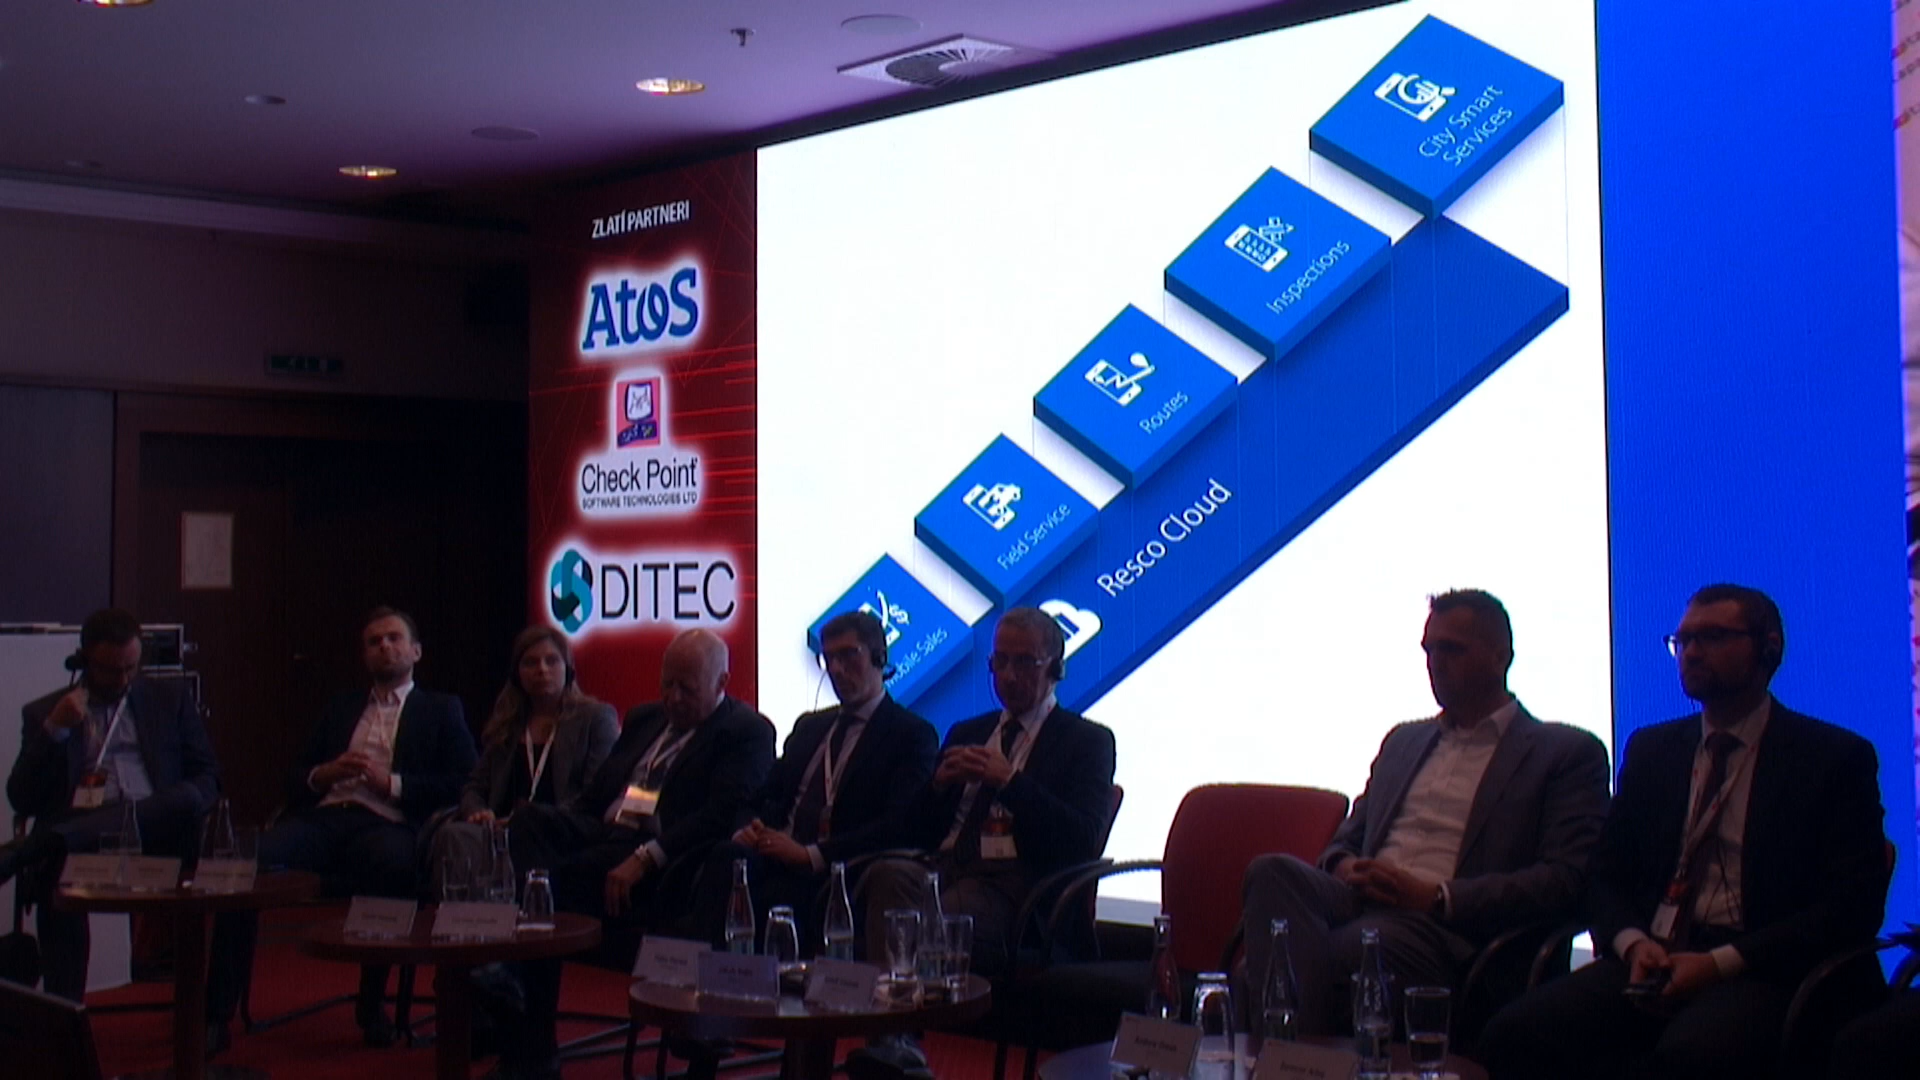 ZLATÍ PARTNERI
Atos
Check Point
SOFTWARE TECHNOLOGIES LTD
DITEC
City Smart
Services
Inspections
Routes
Field Service
Mobile Sales
Resco Cloud